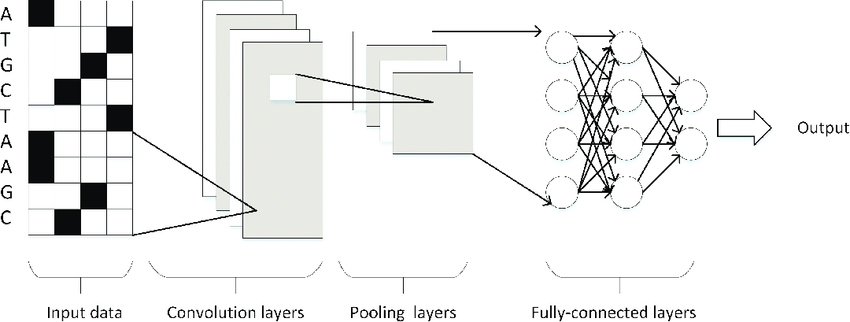 A
T
G
C
T
A
A
G
C
Output
Input data
Convolution layers
Pooling layers
Fully-connected layers